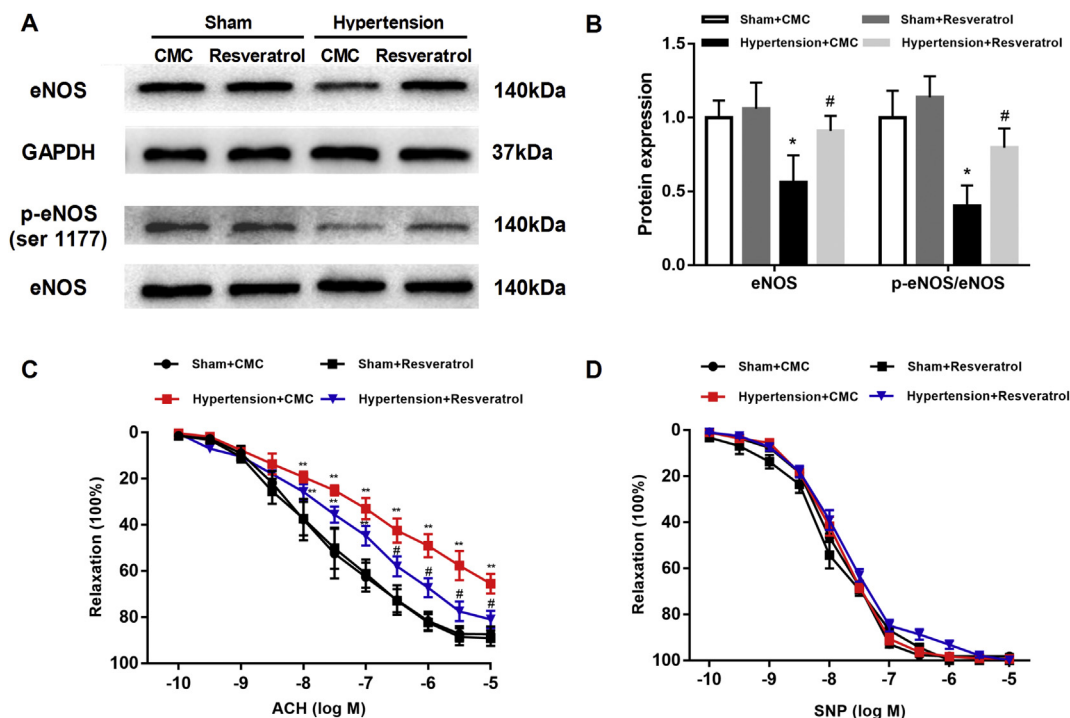 A
Sham Hypertension
CMC Resveratrol CMC Resveratrol
eNOS 140kDa
GAPDH 37kDa
p-eNOS
(ser 1177) 140kDa
eNOS 140kDa
B
Sham+CMC Sham+Resveratrol
Hypertension+CMC Hypertension+Resveratrol
Protein expression
1.5
1.0
0.5
0.0
* # * #
eNOS p-eNOS/eNOS
C
Sham+CMC Sham+Resveratrol
Hypertension+CMC Hypertension+Resveratrol
Relaxation (100%)
0
20
40
60
80
100
** ** ** ** ** ** **
** ** ** # # # #
-10 -9 -8 -7 -6 -5
ACH (log M)
D
Sham+CMC Sham+Resveratrol
Hypertension+CMC Hypertension+Resveratrol
Relaxation (100%)
0
20
40
60
80
100
-10 -9 -8 -7 -6 -5
SNP (log M)